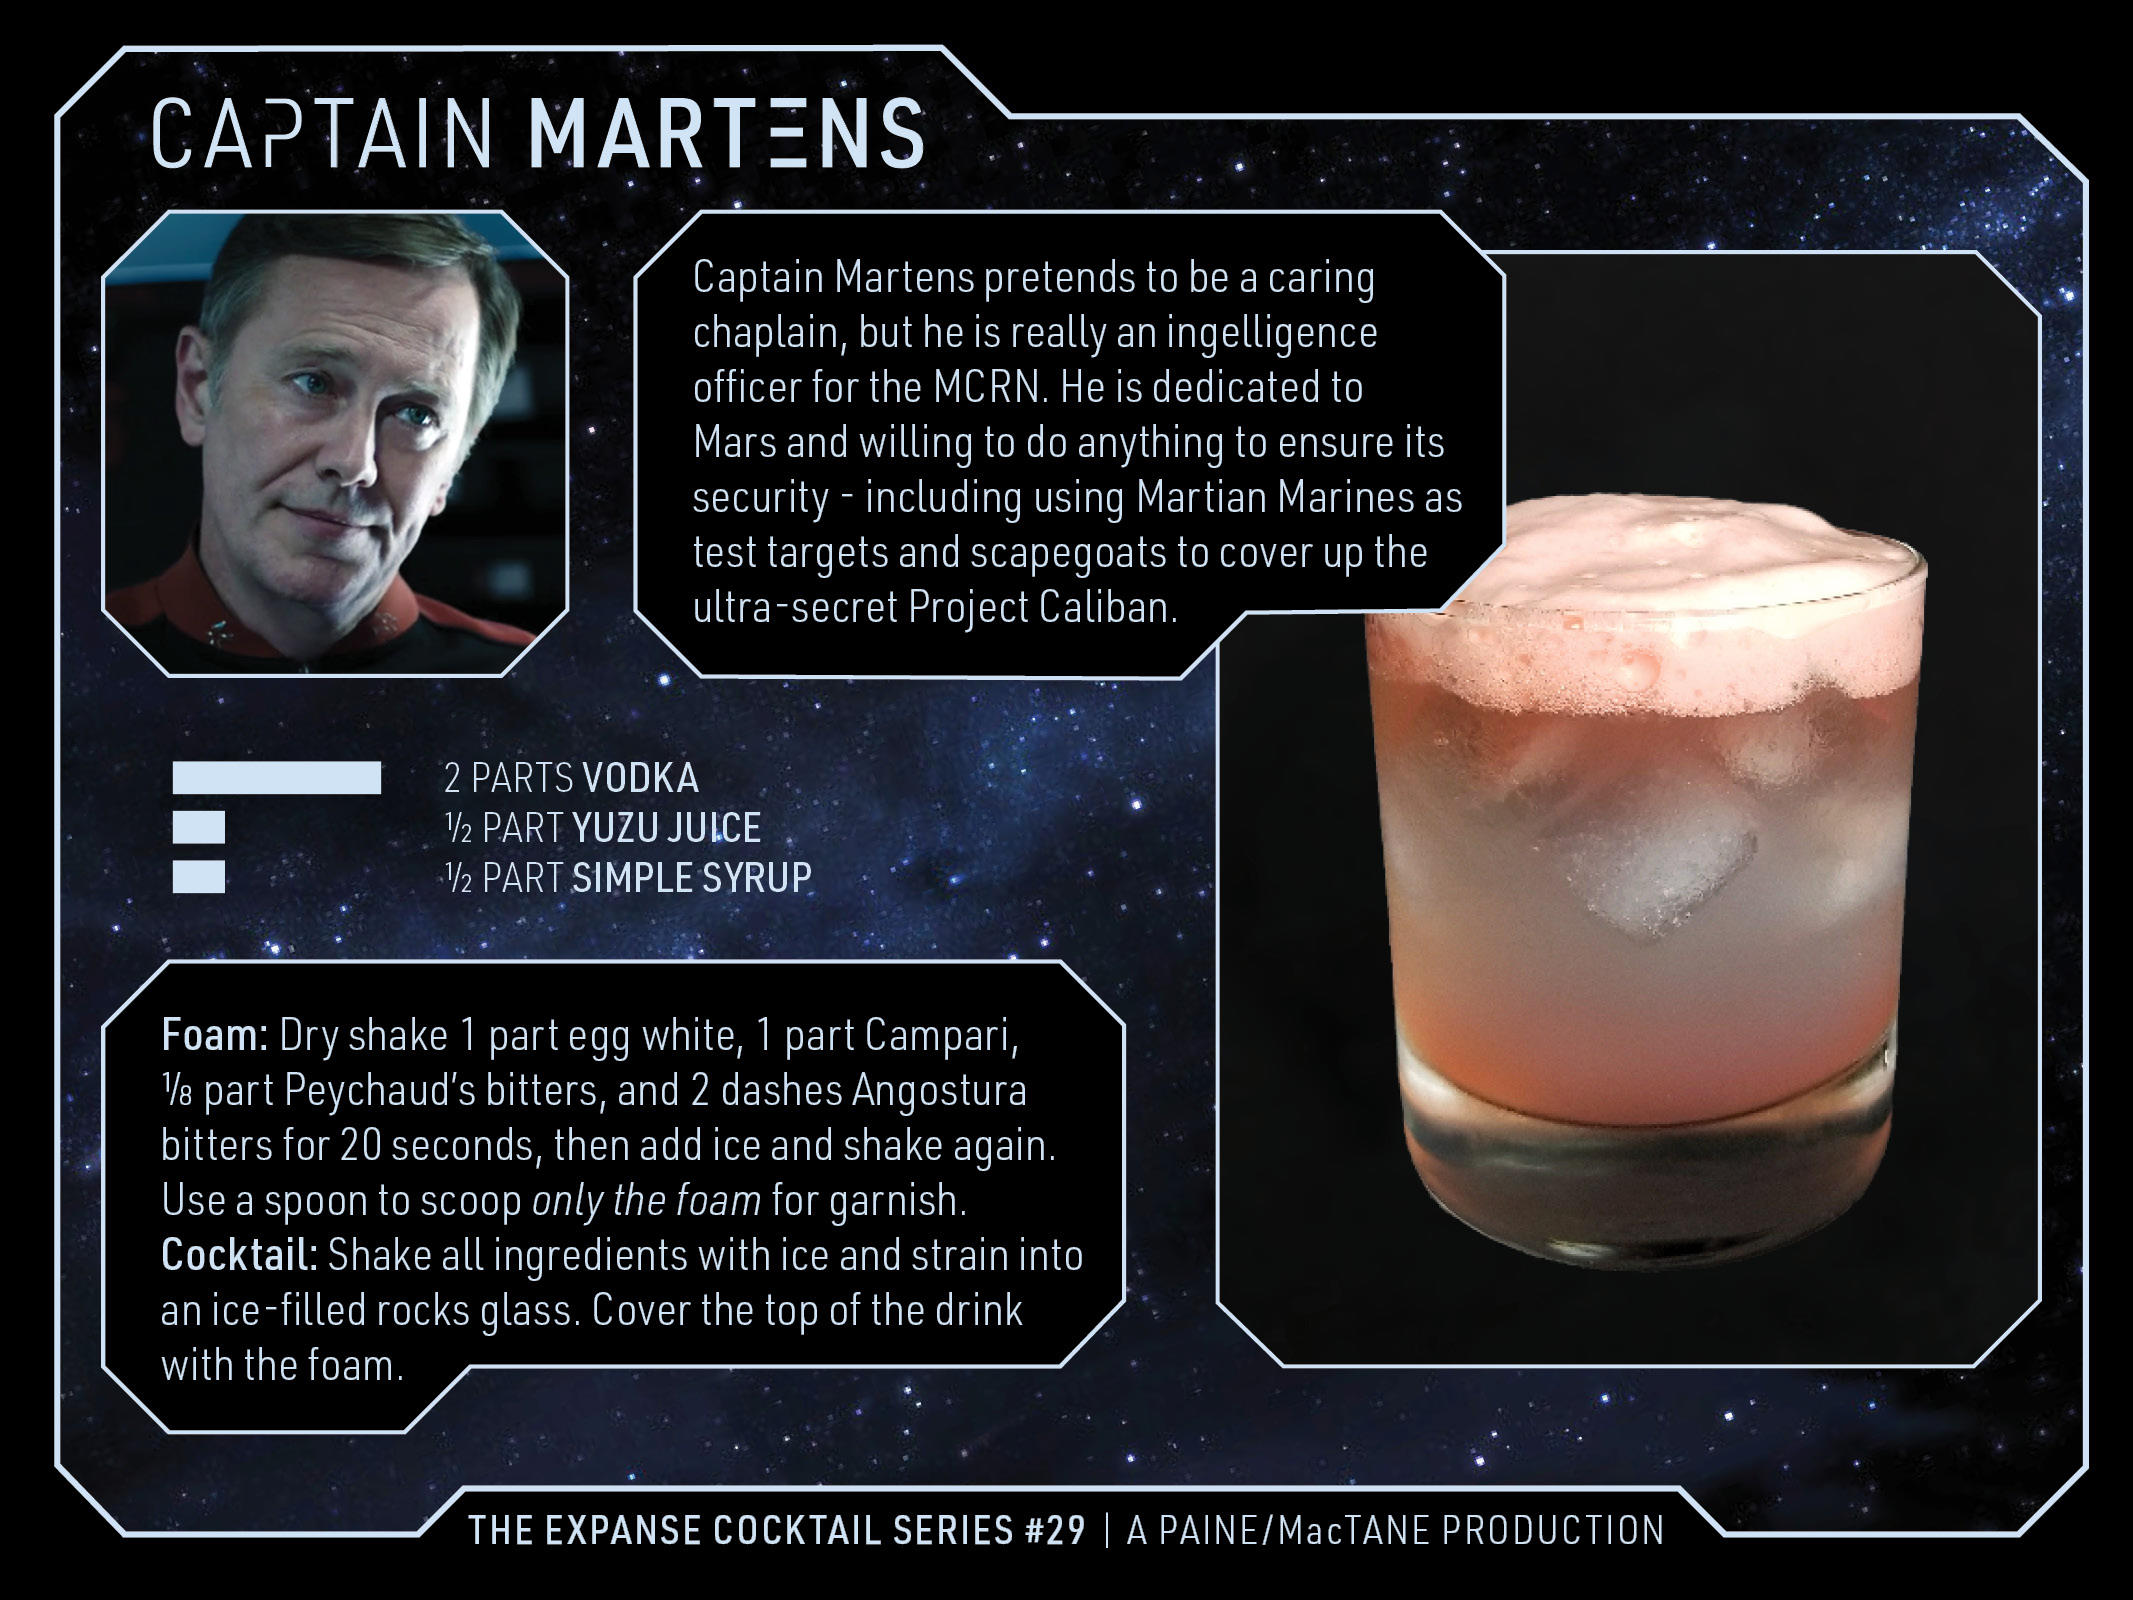 CAPTAIN MARTENS
Captain Martens pretends to be a caring
chaplain, but he is really an ingelligence
officer for the MCRN. He is dedicated to
Mars and willing to do anything to ensure its
security - including using Martian Marines as
test targets and scapegoats to cover up the
ultra-secret Project Caliban.
2 PARTS VODKA
½ PART YUZU JUICE
½ PART SIMPLE SYRUP
Foam: Dry shake 1 part egg white, 1 part Campari,
⅛ part Peychaud’s bitters, and 2 dashes Angostura
bitters for 20 seconds, then add ice and shake again.
Use a spoon to scoop only the foam for garnish.
Cocktail: Shake all ingredients with ice and strain into
an ice-filled rocks glass. Cover the top of the drink
with the foam.
THE EXPANSE COCKTAIL SERIES #29 | A PAINE/MacTANE PRODUCTION